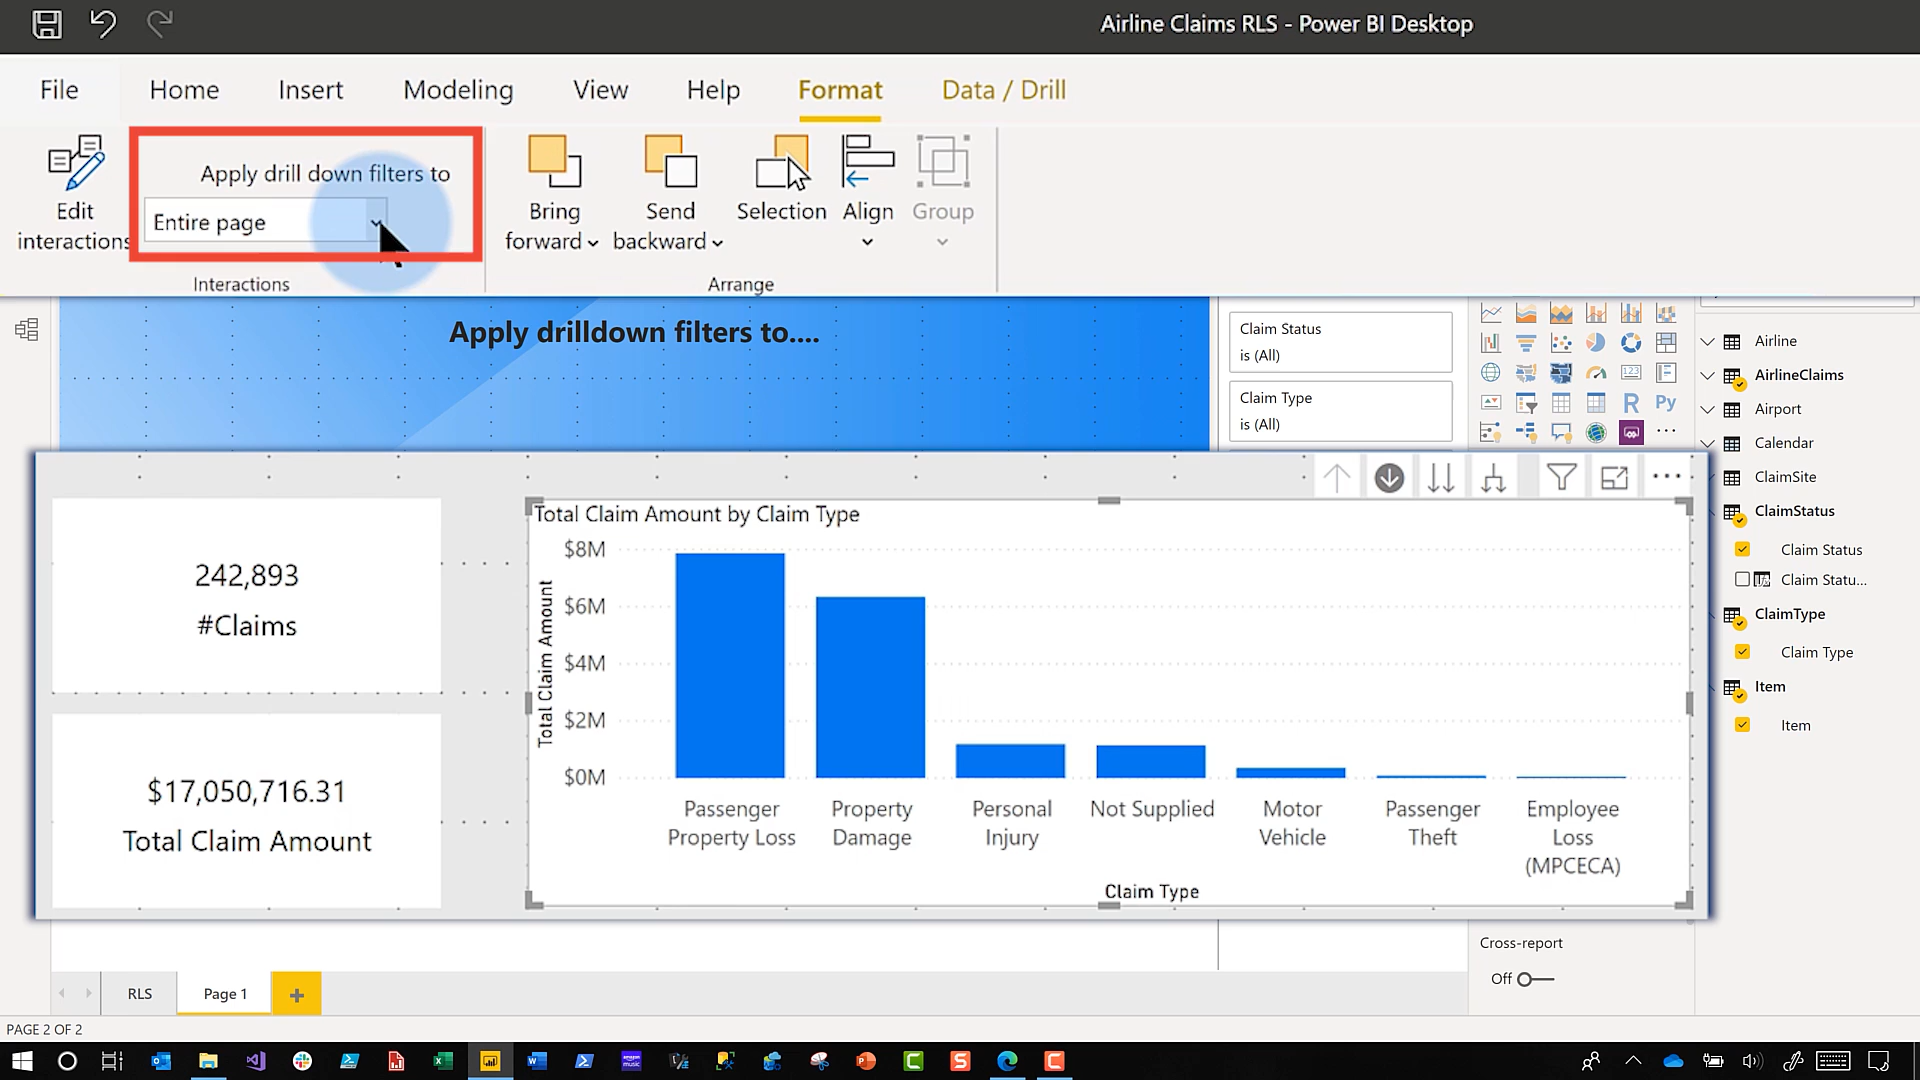 Airline Claims RLS - Power BI Desktop
File Home Insert Modeling View Help Format Data / Drill
Apply drill down filters to
Entire page
Edit
interactions
Bring
forward
Send
backward
Selection
Align
Group
Interactions
Arrange
Apply drilldown filters to....
Claim Status
is (All)
Claim Type
is (All)
123
R
Py
Airline
AirlineClaims
Airport
Calendar
ClaimSite
ClaimStatus
Claim Status
Claim Statu...
ClaimType
Claim Type
Item
Item
242,893
#Claims
$17,050,716.31
Total Claim Amount
Total Claim Amount by Claim Type
Total Claim Amount
$8M
$6M
$4M
$2M
$0M
Passenger
Property Loss
Property
Damage
Personal
Injury
Not Supplied
Motor
Vehicle
Passenger
Theft
Employee
Loss
(MPCECA)
Claim Type
Cross-report
Off
RLS
Page 1
PAGE 2 OF 2